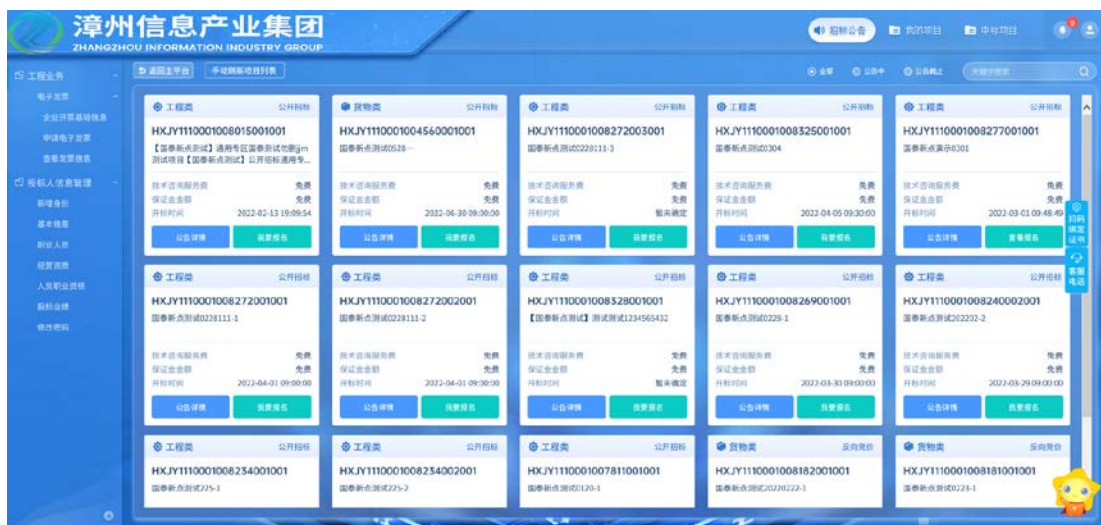 漳州信息产业集团
ZHANGZHOU INFORMATION INDUSTRY GROUP
招标公告
我的项目
中标项目
工程业务
电子发票
企业开票基础信息
申请电子发票
查看发票信息
投标人信息管理
新增身份
基本信息
职业人员
经营资质
人员职业资格
投标业绩
修改密码
返回主平台
手动刷新项目列表
全部
公告中
公告截止
关键字搜索
工程类 公开招标
HXJY1110001008015001001
【国泰新点测试】通用专区国泰测试勿删jjm
测试项目【国泰新点测试】公开招标通用专...
技术咨询服务费 免费
保证金金额 免费
开标时间 2022-02-13 19:09:54
公告详情 我要报名
货物类 公开招标
HXJY1110001004560001001
国泰新点测试0528--
技术咨询服务费 免费
保证金金额 免费
开标时间 2022-06-30 09:00:00
公告详情 我要报名
工程类 公开招标
HXJY1110001008272003001
国泰新点测试0228111-3
技术咨询服务费 免费
保证金金额 免费
开标时间 暂未确定
公告详情 我要报名
工程类 公开招标
HXJY1110001008325001001
国泰新点测试0304
技术咨询服务费 免费
保证金金额 免费
开标时间 2022-04-05 09:30:00
公告详情 我要报名
工程类 公开招标
HXJY1110001008277001001
国泰新点演示0301
技术咨询服务费 免费
保证金金额 免费
开标时间 2022-03-01 09:48:49
公告详情 查看报名
工程类 公开招标
HXJY1110001008272001001
国泰新点测试0228111-1
技术咨询服务费 免费
保证金金额 免费
开标时间 2022-04-01 09:00:00
公告详情 我要报名
工程类 公开招标
HXJY1110001008272002001
国泰新点测试0228111-2
技术咨询服务费 免费
保证金金额 免费
开标时间 2022-04-01 09:00:00
公告详情 我要报名
工程类 公开招标
HXJY1110001008328001001
【国泰新点测试】测试测试1234565432
技术咨询服务费 免费
保证金金额 免费
开标时间 暂未确定
公告详情 我要报名
工程类 公开招标
HXJY1110001008269001001
国泰新点测试0228-1
技术咨询服务费 免费
保证金金额 免费
开标时间 2022-03-30 09:00:00
公告详情 我要报名
工程类 公开招标
HXJY1110001008240002001
国泰新点测试202202-2
技术咨询服务费 免费
保证金金额 免费
开标时间 2022-03-29 09:00:00
公告详情 我要报名
工程类 公开招标
HXJY1110001008234001001
国泰新点测试225-1
工程类 公开招标
HXJY1110001008234002001
国泰新点测试225-2
工程类 公开招标
HXJY1110001007811001001
国泰新点测试0120-1
货物类 反向竞价
HXJY1110001008182001001
国泰新点测试20220222-1
货物类 反向竞价
HXJY1110001008181001001
国泰新点测试0223-1
扫码
绑定
证书
客服
电话